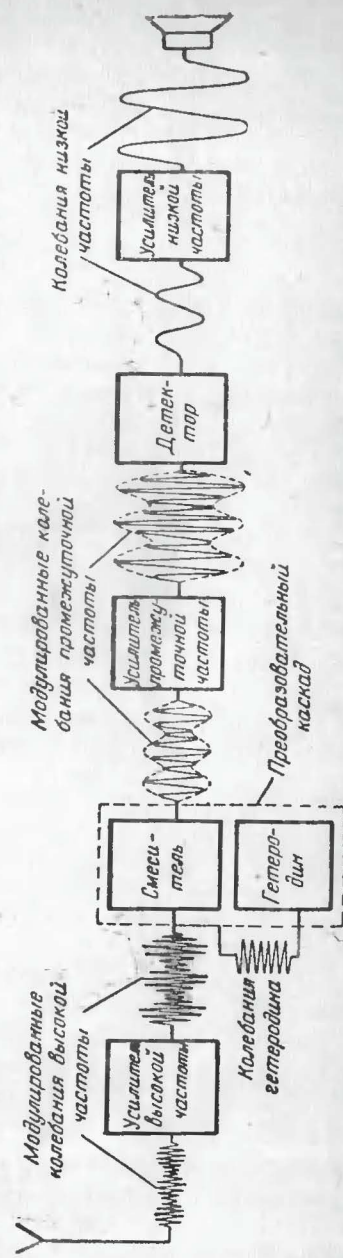 Модулированные
колебания высокой
частоты
Усилитель
высокой
частоты
Колебания
гетеродина
Смеси-
тель
Гетеро-
дин
Преобразовательный
каскад
Модулированные коле-
бания промежуточной
частоты
Усилитель
промежу
точной
частоты
Детек-
тор
Колебания низкой
частоты
Усилитель
низкой
частоты